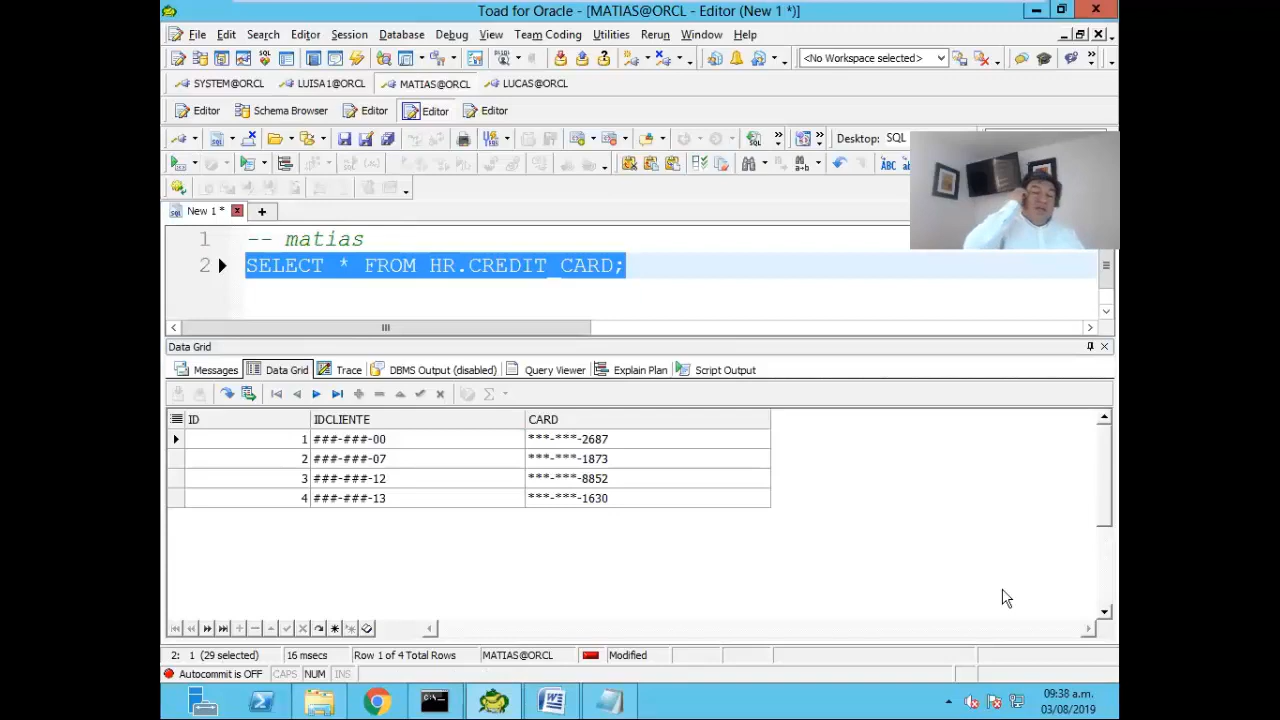 Toad for Oracle - [MATIAS@ORCL - Editor (New 1 *)]
File Edit Search Editor Session Database Debug View Team Coding Utilities Rerun Window Help
<No Workspace selected>
SYSTEM@ORCL LUISA1@ORCL MATIAS@ORCL LUCAS@ORCL
Editor Schema Browser Editor Editor Editor
Desktop: SQL
New 1 *
1 -- matias
2 SELECT * FROM HR.CREDIT_CARD;
Data Grid
Messages Data Grid Trace DBMS Output (disabled) Query Viewer Explain Plan Script Output
ID IDCLIENTE CARD
1 ###-###-00 ***-***-2687
2 ###-###-07 ***-***-1873
3 ###-###-12 ***-***-8852
4 ###-###-13 ***-***-1630
2: 1 (29 selected) 16 msecs Row 1 of 4 Total Rows MATIAS@ORCL Modified
Autocommit is OFF CAPS NUM INS
09:38 a.m.
03/08/2019